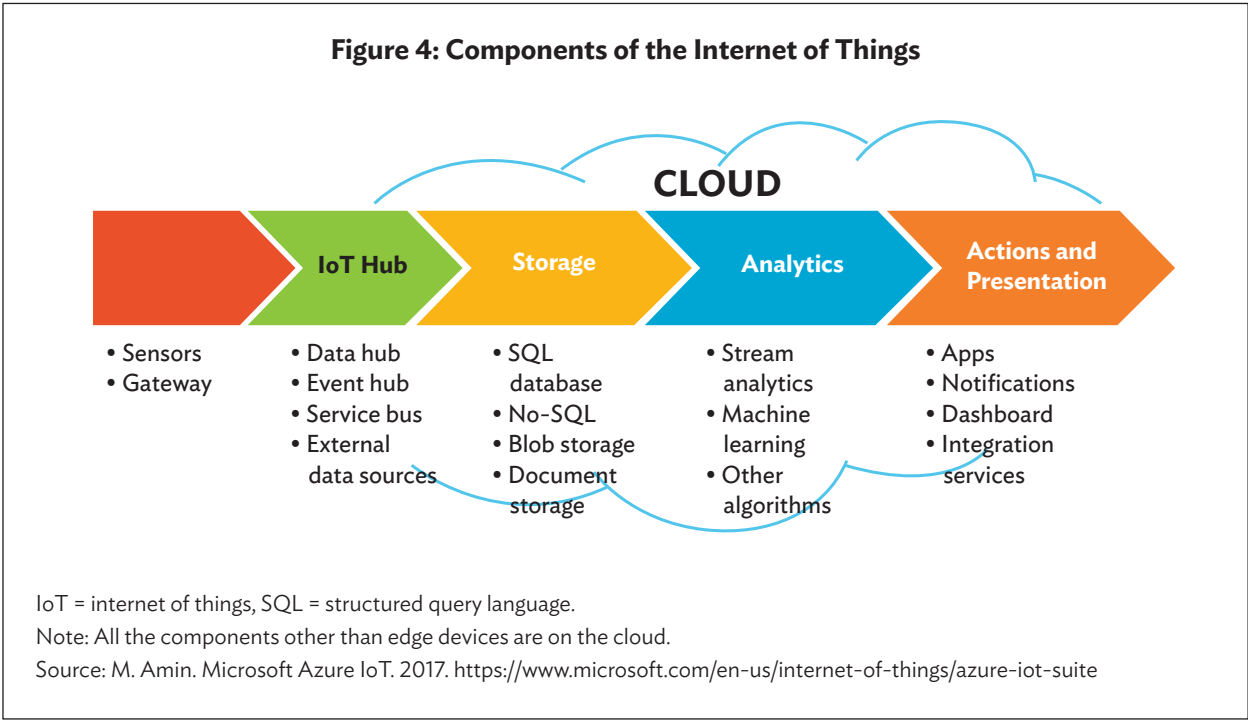 Figure 4: Components of the Internet of Things
CLOUD
IoT Hub
Storage
Analytics
Actions and
Presentation
• Sensors
• Gateway
• Data hub
• Event hub
• Service bus
• External
data sources
• SQL
database
• No-SQL
• Blob storage
• Document
storage
• Stream
analytics
• Machine
learning
• Other
algorithms
• Apps
• Notifications
• Dashboard
• Integration
services
IoT = internet of things, SQL = structured query language.
Note: All the components other than edge devices are on the cloud.
Source: M. Amin. Microsoft Azure IoT. 2017. https://www.microsoft.com/en-us/internet-of-things/azure-iot-suite